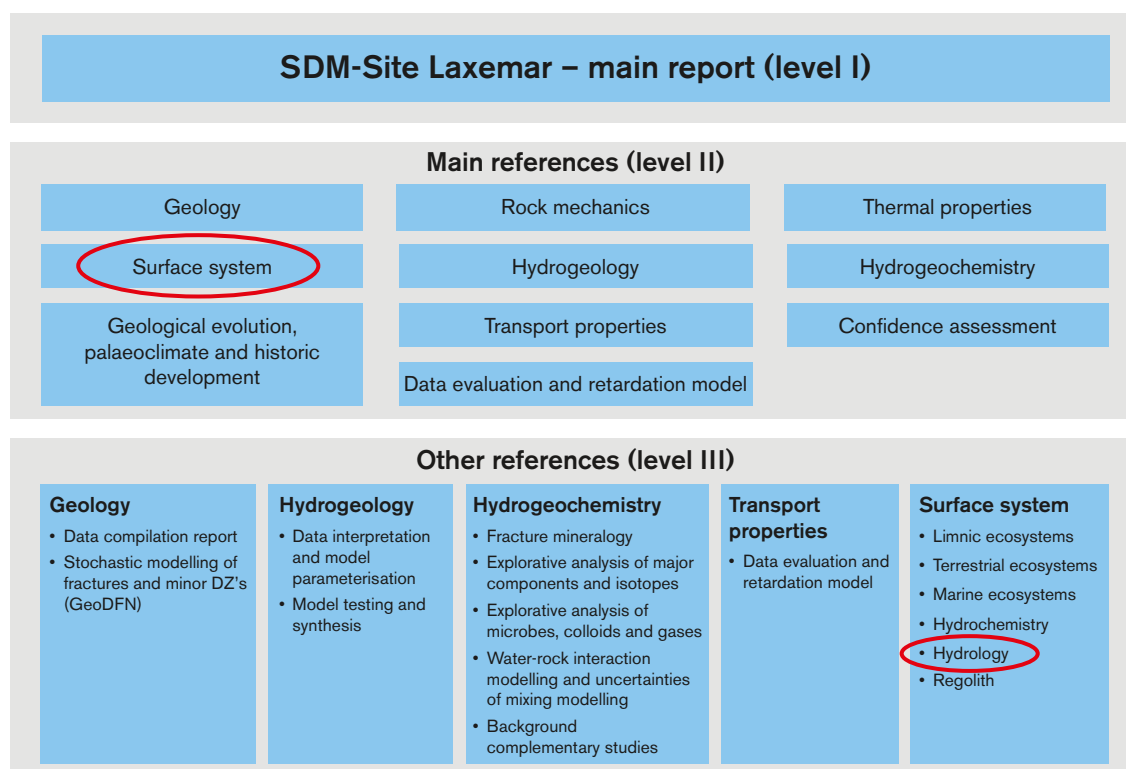 SDM-Site Laxemar – main report (level I)
Main references (level II)
Geology
Rock mechanics
Thermal properties
Surface system
Hydrogeology
Hydrogeochemistry
Geological evolution,
palaeoclimate and historic
development
Transport properties
Confidence assessment
Data evaluation and retardation model
Other references (level III)
Geology
• Data compilation report
• Stochastic modelling of
fractures and minor DZ's
(GeoDFN)
Hydrogeology
• Data interpretation
and model
parameterisation
• Model testing and
synthesis
Hydrogeochemistry
• Fracture mineralogy
• Explorative analysis of major
components and isotopes
• Explorative analysis of
microbes, colloids and gases
• Water-rock interaction
modelling and uncertainties
of mixing modelling
• Background
complementary studies
Transport
properties
• Data evaluation and
retardation model
Surface system
• Limnic ecosystems
• Terrestrial ecosystems
• Marine ecosystems
• Hydrochemistry
• Hydrology
• Regolith